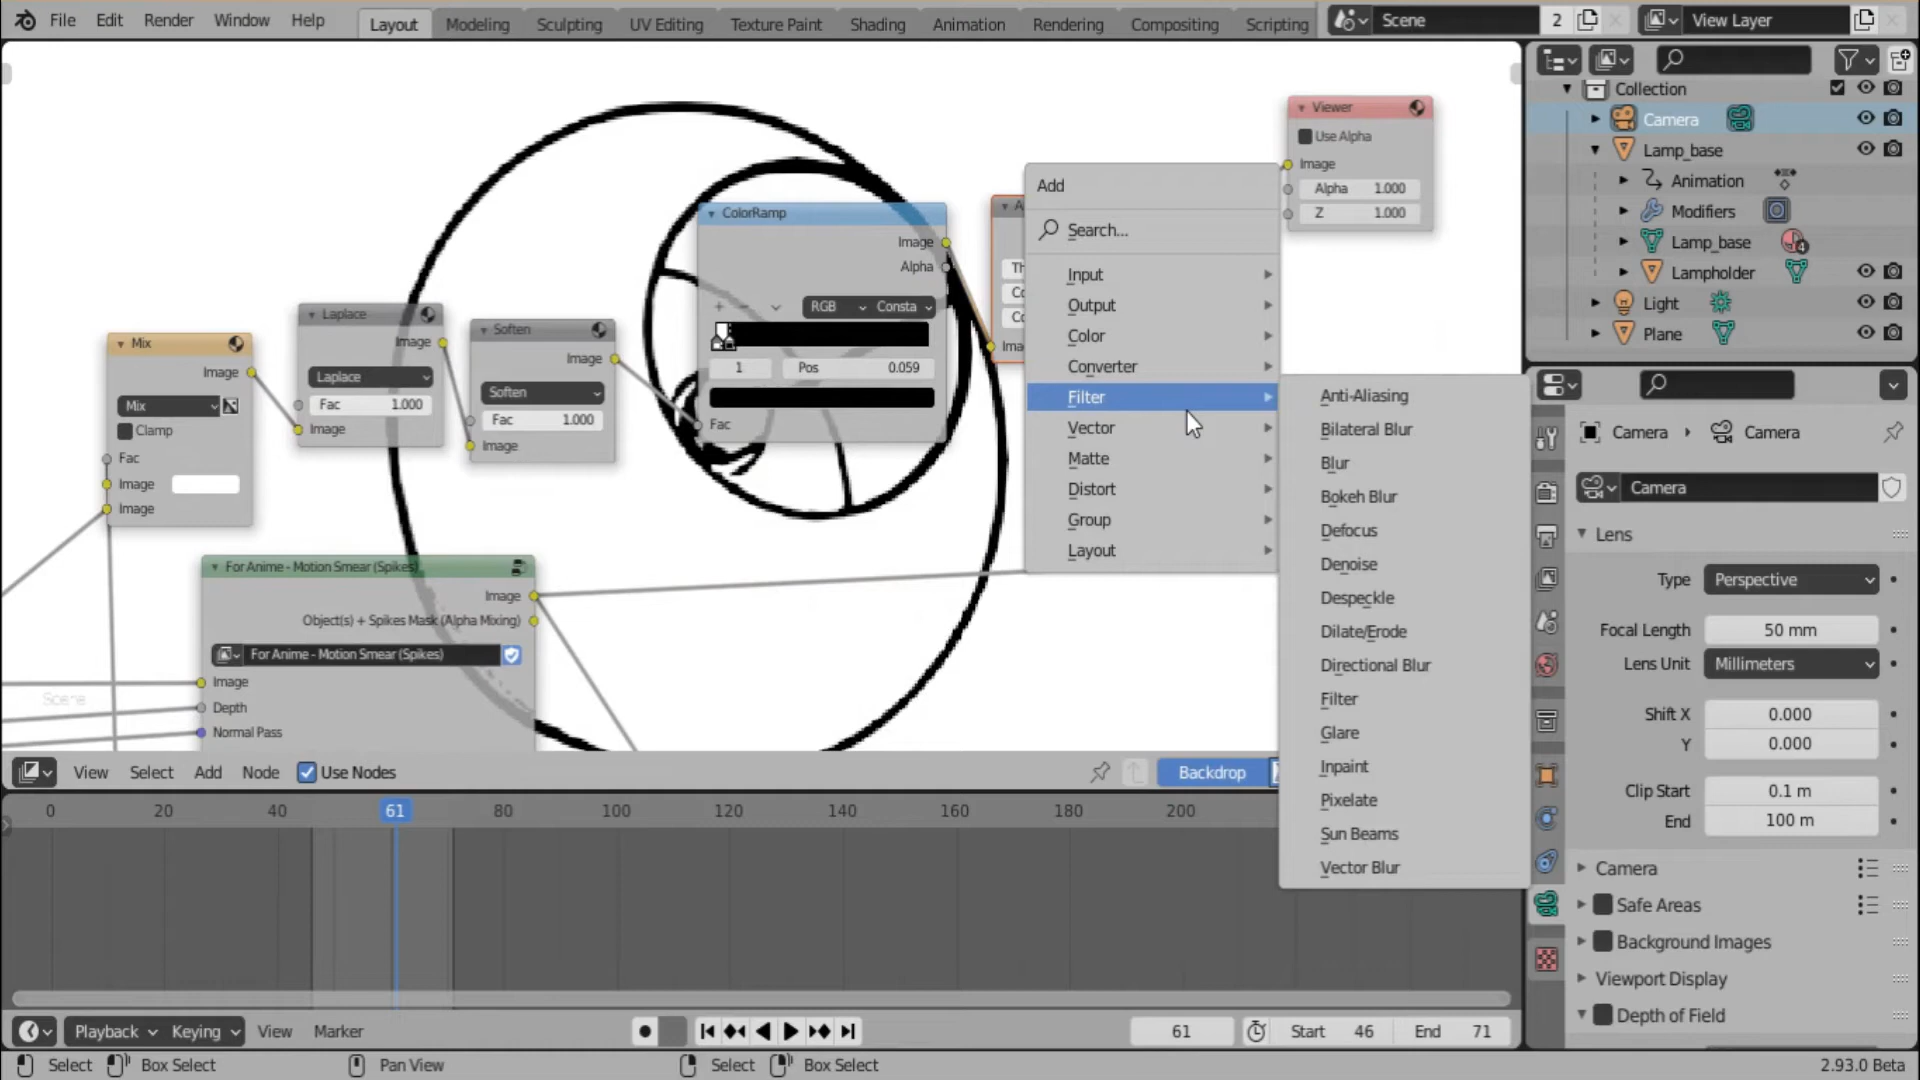 File Edit Render Window Help Layout Modeling Sculpting UV Editing Texture Paint Shading Animation Rendering Compositing Scripting Scene 2 View Layer
Collection
Camera
Lamp_base
Animation
Modifiers
Lamp_base
4
Lampholder
Light
Plane
Viewer
Use Alpha
Image
Alpha 1.000
Z 1.000
Add
Search...
Input
Output
Color
Converter
Filter
Vector
Matte
Distort
Group
Layout
Anti-Aliasing
Bilateral Blur
Blur
Bokeh Blur
Defocus
Denoise
Despeckle
Dilate/Erode
Directional Blur
Filter
Glare
Inpaint
Pixelate
Sun Beams
Vector Blur
ColorRamp
Image
Alpha
RGB Consta
1 Pos 0.059
Fac
Laplace
Image
Laplace
Fac 1.000
Image
Soften
Image
Soften
Fac 1.000
Image
Mix
Image
Mix
Clamp
Fac
Image
Image
For Anime - Motion Smear (Spikes)
Image
Object(s) + Spikes Mask (Alpha Mixing)
For Anime - Motion Smear (Spikes)
Image
Depth
Normal Pass
Scene
View Select Add Node Use Nodes Backdrop
0 20 40 61 80 100 120 140 160 180 200
Playback Keying View Marker 61 Start 46 End 71
Select Box Select Pan View Select Box Select 2.93.0 Beta
Camera Camera
Camera
Lens
Type Perspective
Focal Length 50 mm
Lens Unit Millimeters
Shift X 0.000
Y 0.000
Clip Start 0.1 m
End 100 m
Camera
Safe Areas
Background Images
Viewport Display
Depth of Field